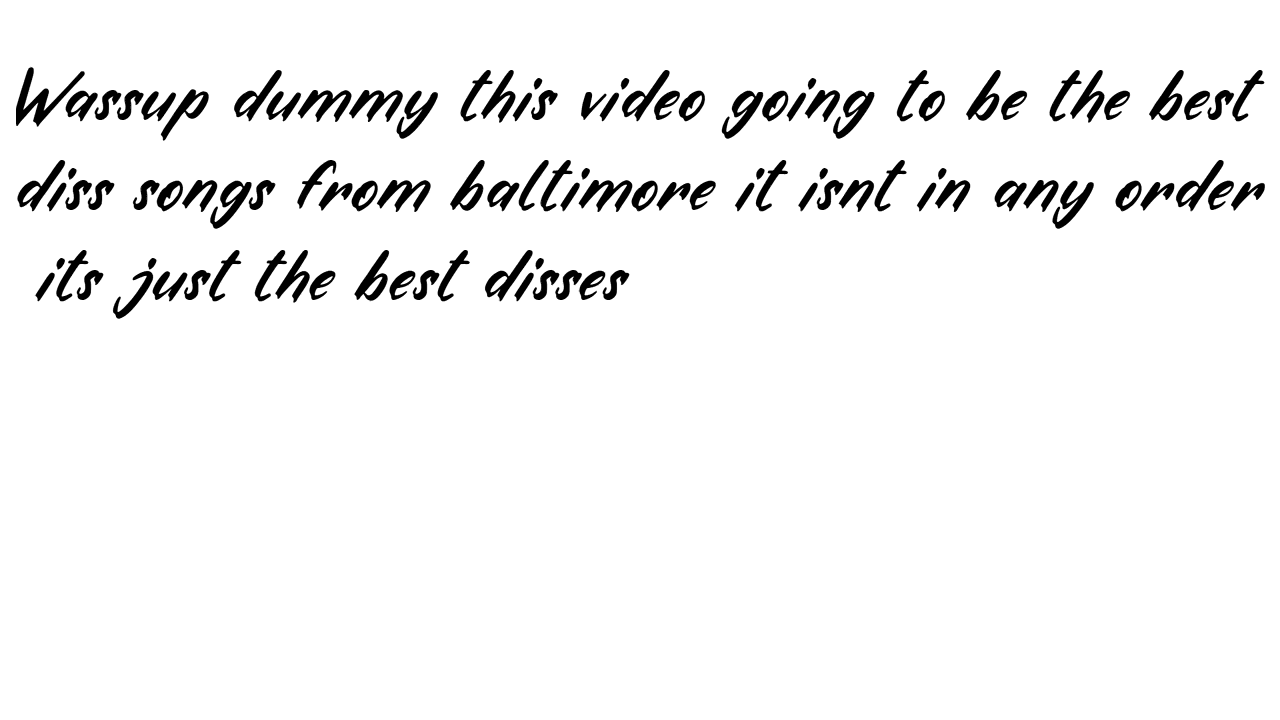 Wassup dummy this video going to be the best
diss songs from baltimore it isnt in any order
its just the best disses